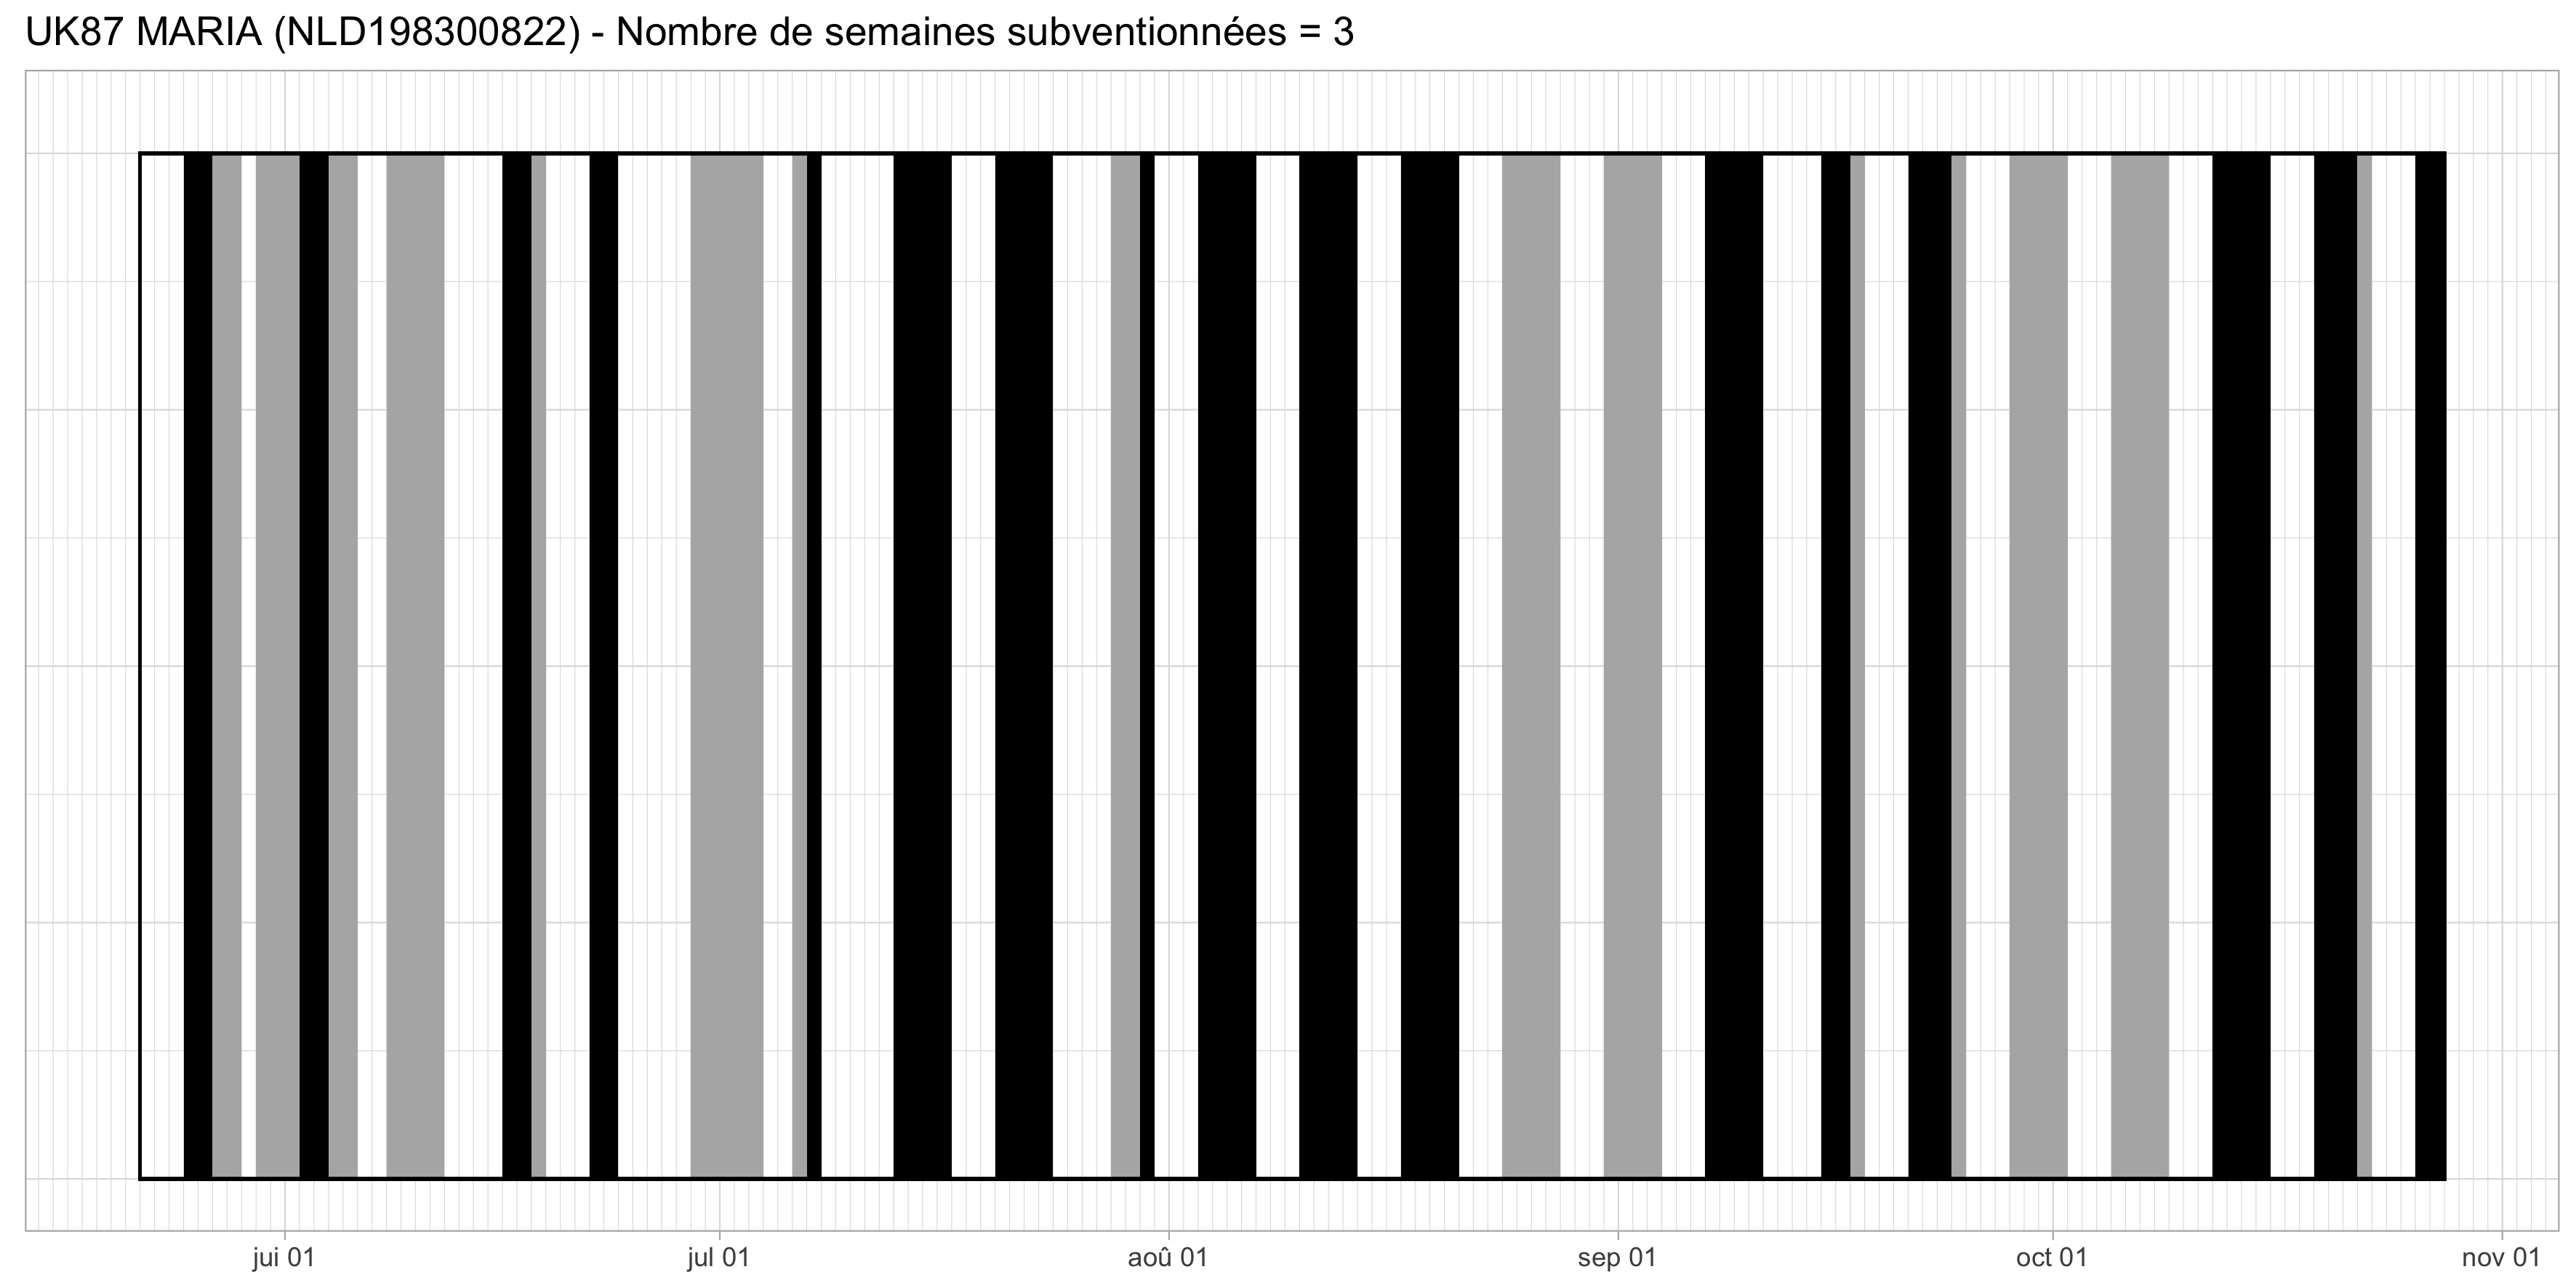 UK87 MARIA (NLD198300822) - Nombre de semaines subventionnées = 3
jui 01 jul 01 aoû 01 sep 01 oct 01 nov 01